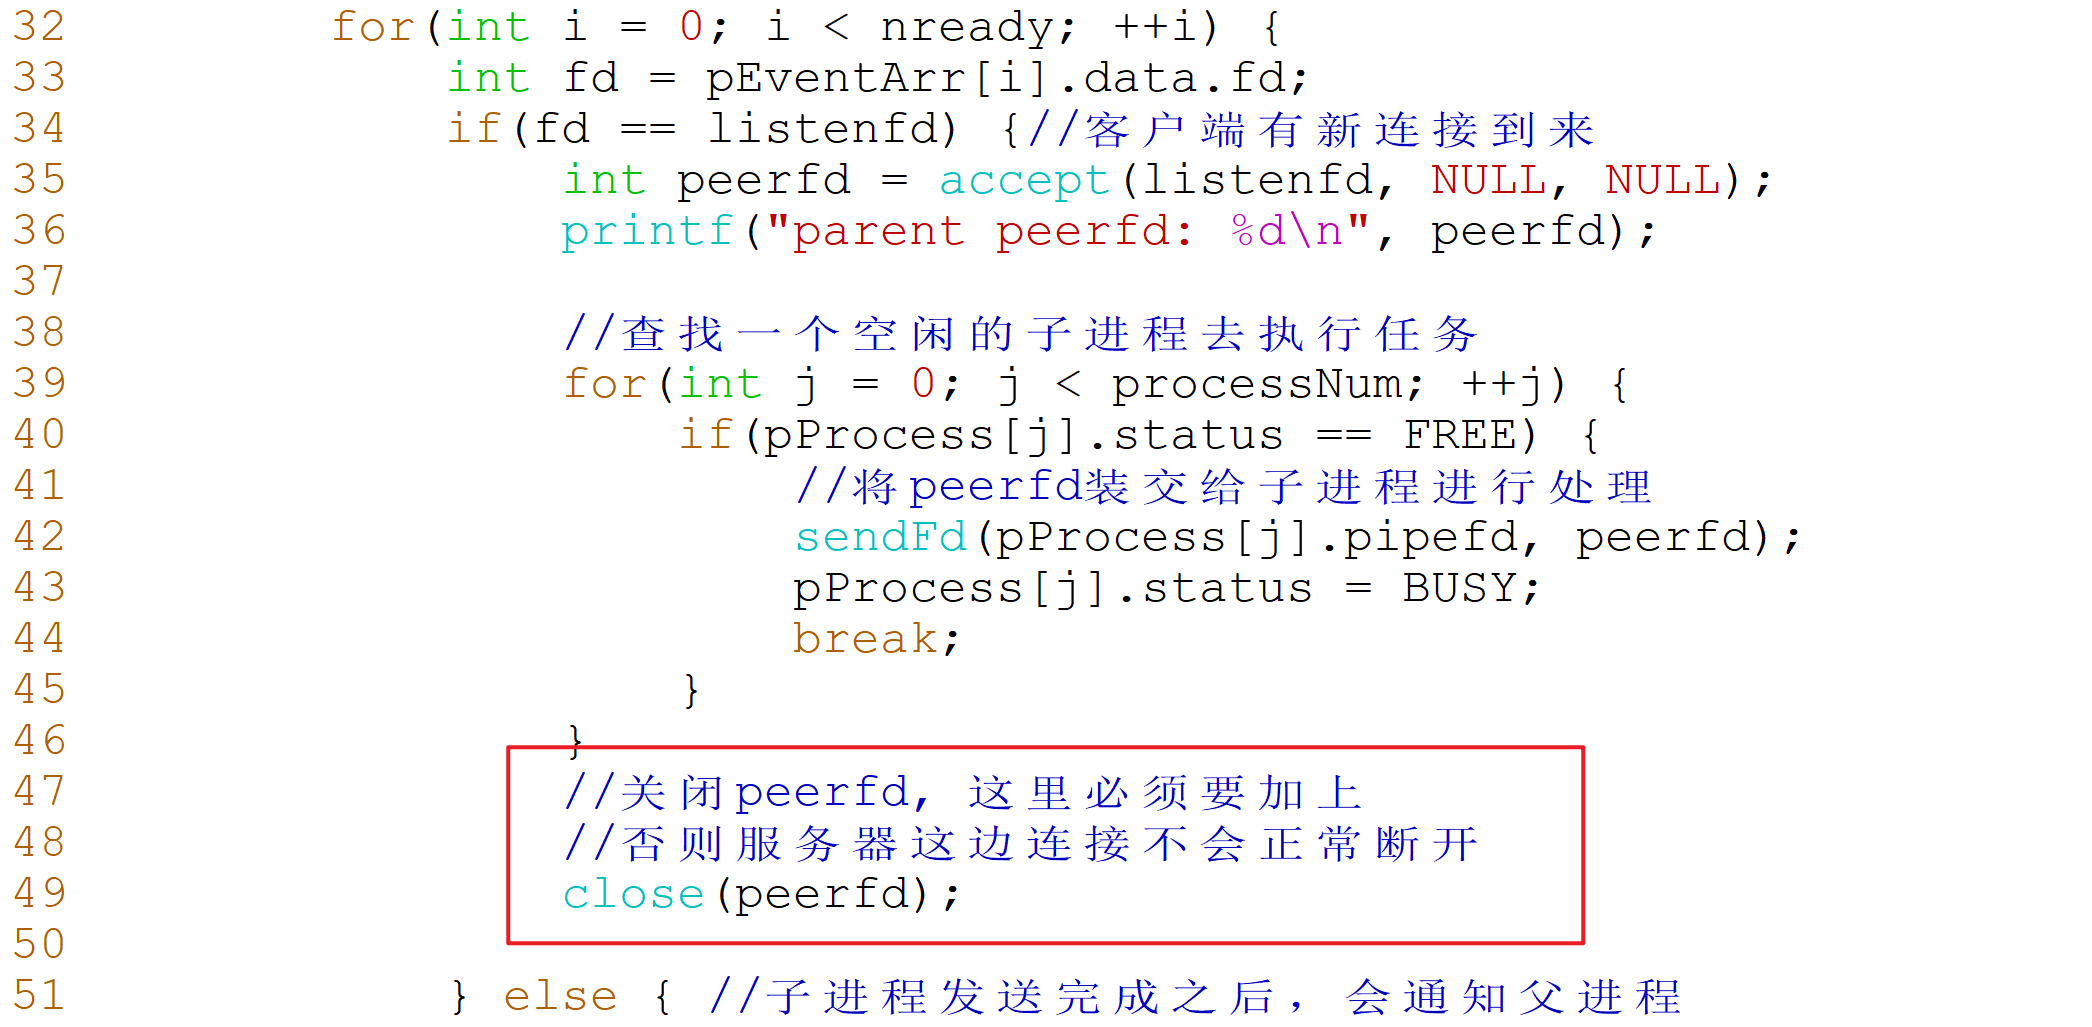 32 for(int i = 0; i < nready; ++i) {
33 int fd = pEventArr[i].data.fd;
34 if(fd == listenfd) {//客户端有新连接到来
35 int peerfd = accept(listenfd, NULL, NULL);
36 printf("parent peerfd: %d\n", peerfd);
37
38 //查找一个空闲的子进程去执行任务
39 for(int j = 0; j < processNum; ++j) {
40 if(pProcess[j].status == FREE) {
41 //将peerfd装交给子进程进行处理
42 sendFd(pProcess[j].pipefd, peerfd);
43 pProcess[j].status = BUSY;
44 break;
45 }
46 }
47 //关闭peerfd, 这里必须要加上
48 //否则服务器这边连接不会正常断开
49 close(peerfd);
50
51 } else { //子进程发送完成之后，会通知父进程